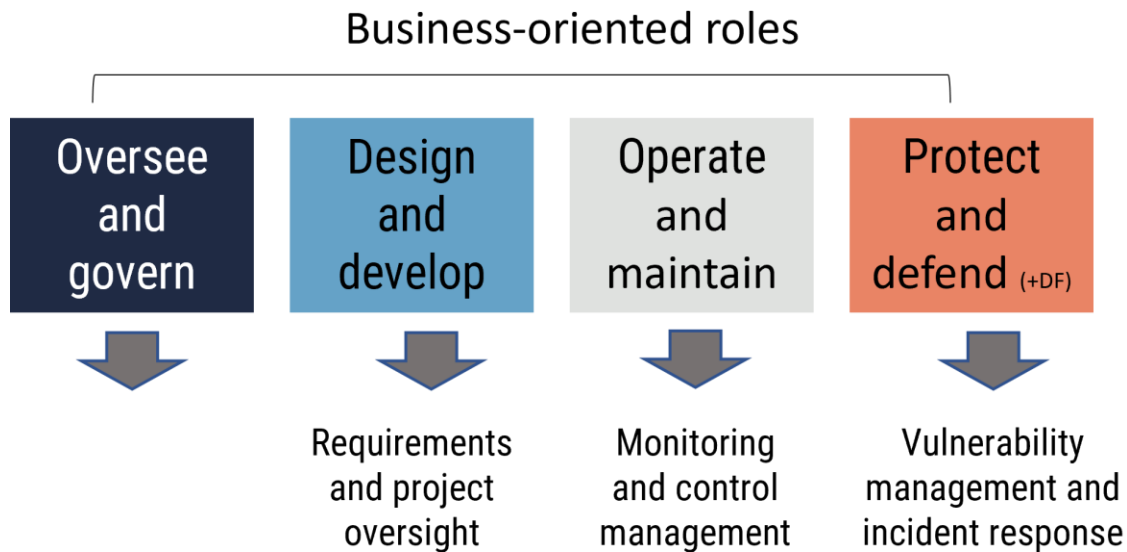 Business-oriented roles
Oversee
and
govern
Design
and
develop
Operate
and
maintain
Protect
and
defend (+DF)
Requirements
and project
oversight
Monitoring
and control
management
Vulnerability
management and
incident response